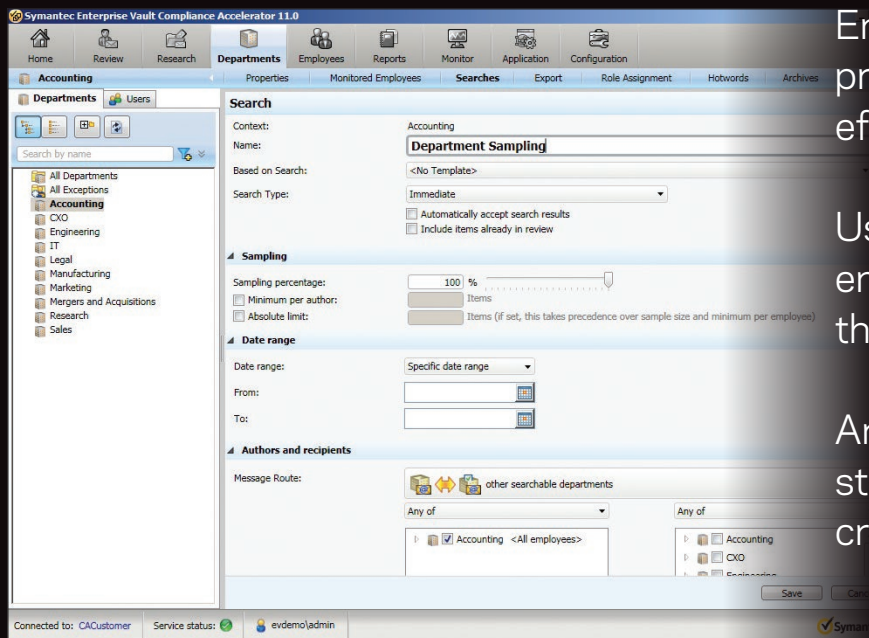 Symantec Enterprise Vault Compliance Accelerator 11.0
Home Review Research Departments Employees Reports Monitor Application Configuration
Accounting Properties Monitored Employees Searches Export Role Assignment Hotwords Archives
Departments Users
Search by name
All Departments
All Exceptions
Accounting
CXO
Engineering
IT
Legal
Manufacturing
Marketing
Mergers and Acquisitions
Research
Sales
Search
Context: Accounting
Name: Department Sampling
Based on Search: <No Template>
Search Type: Immediate
Automatically accept search results
Include items already in review
Sampling
Sampling percentage: 100 %
Minimum per author: Items
Absolute limit: Items (if set, this takes precedence over sample size and minimum per employee)
Date range
Date range: Specific date range
From:
To:
Authors and recipients
Message Route: other searchable departments
Any of Any of
Accounting <All employees> Accounting
CXO
Engineering
Save
Connected to: CACustomer Service status: evdemo\admin